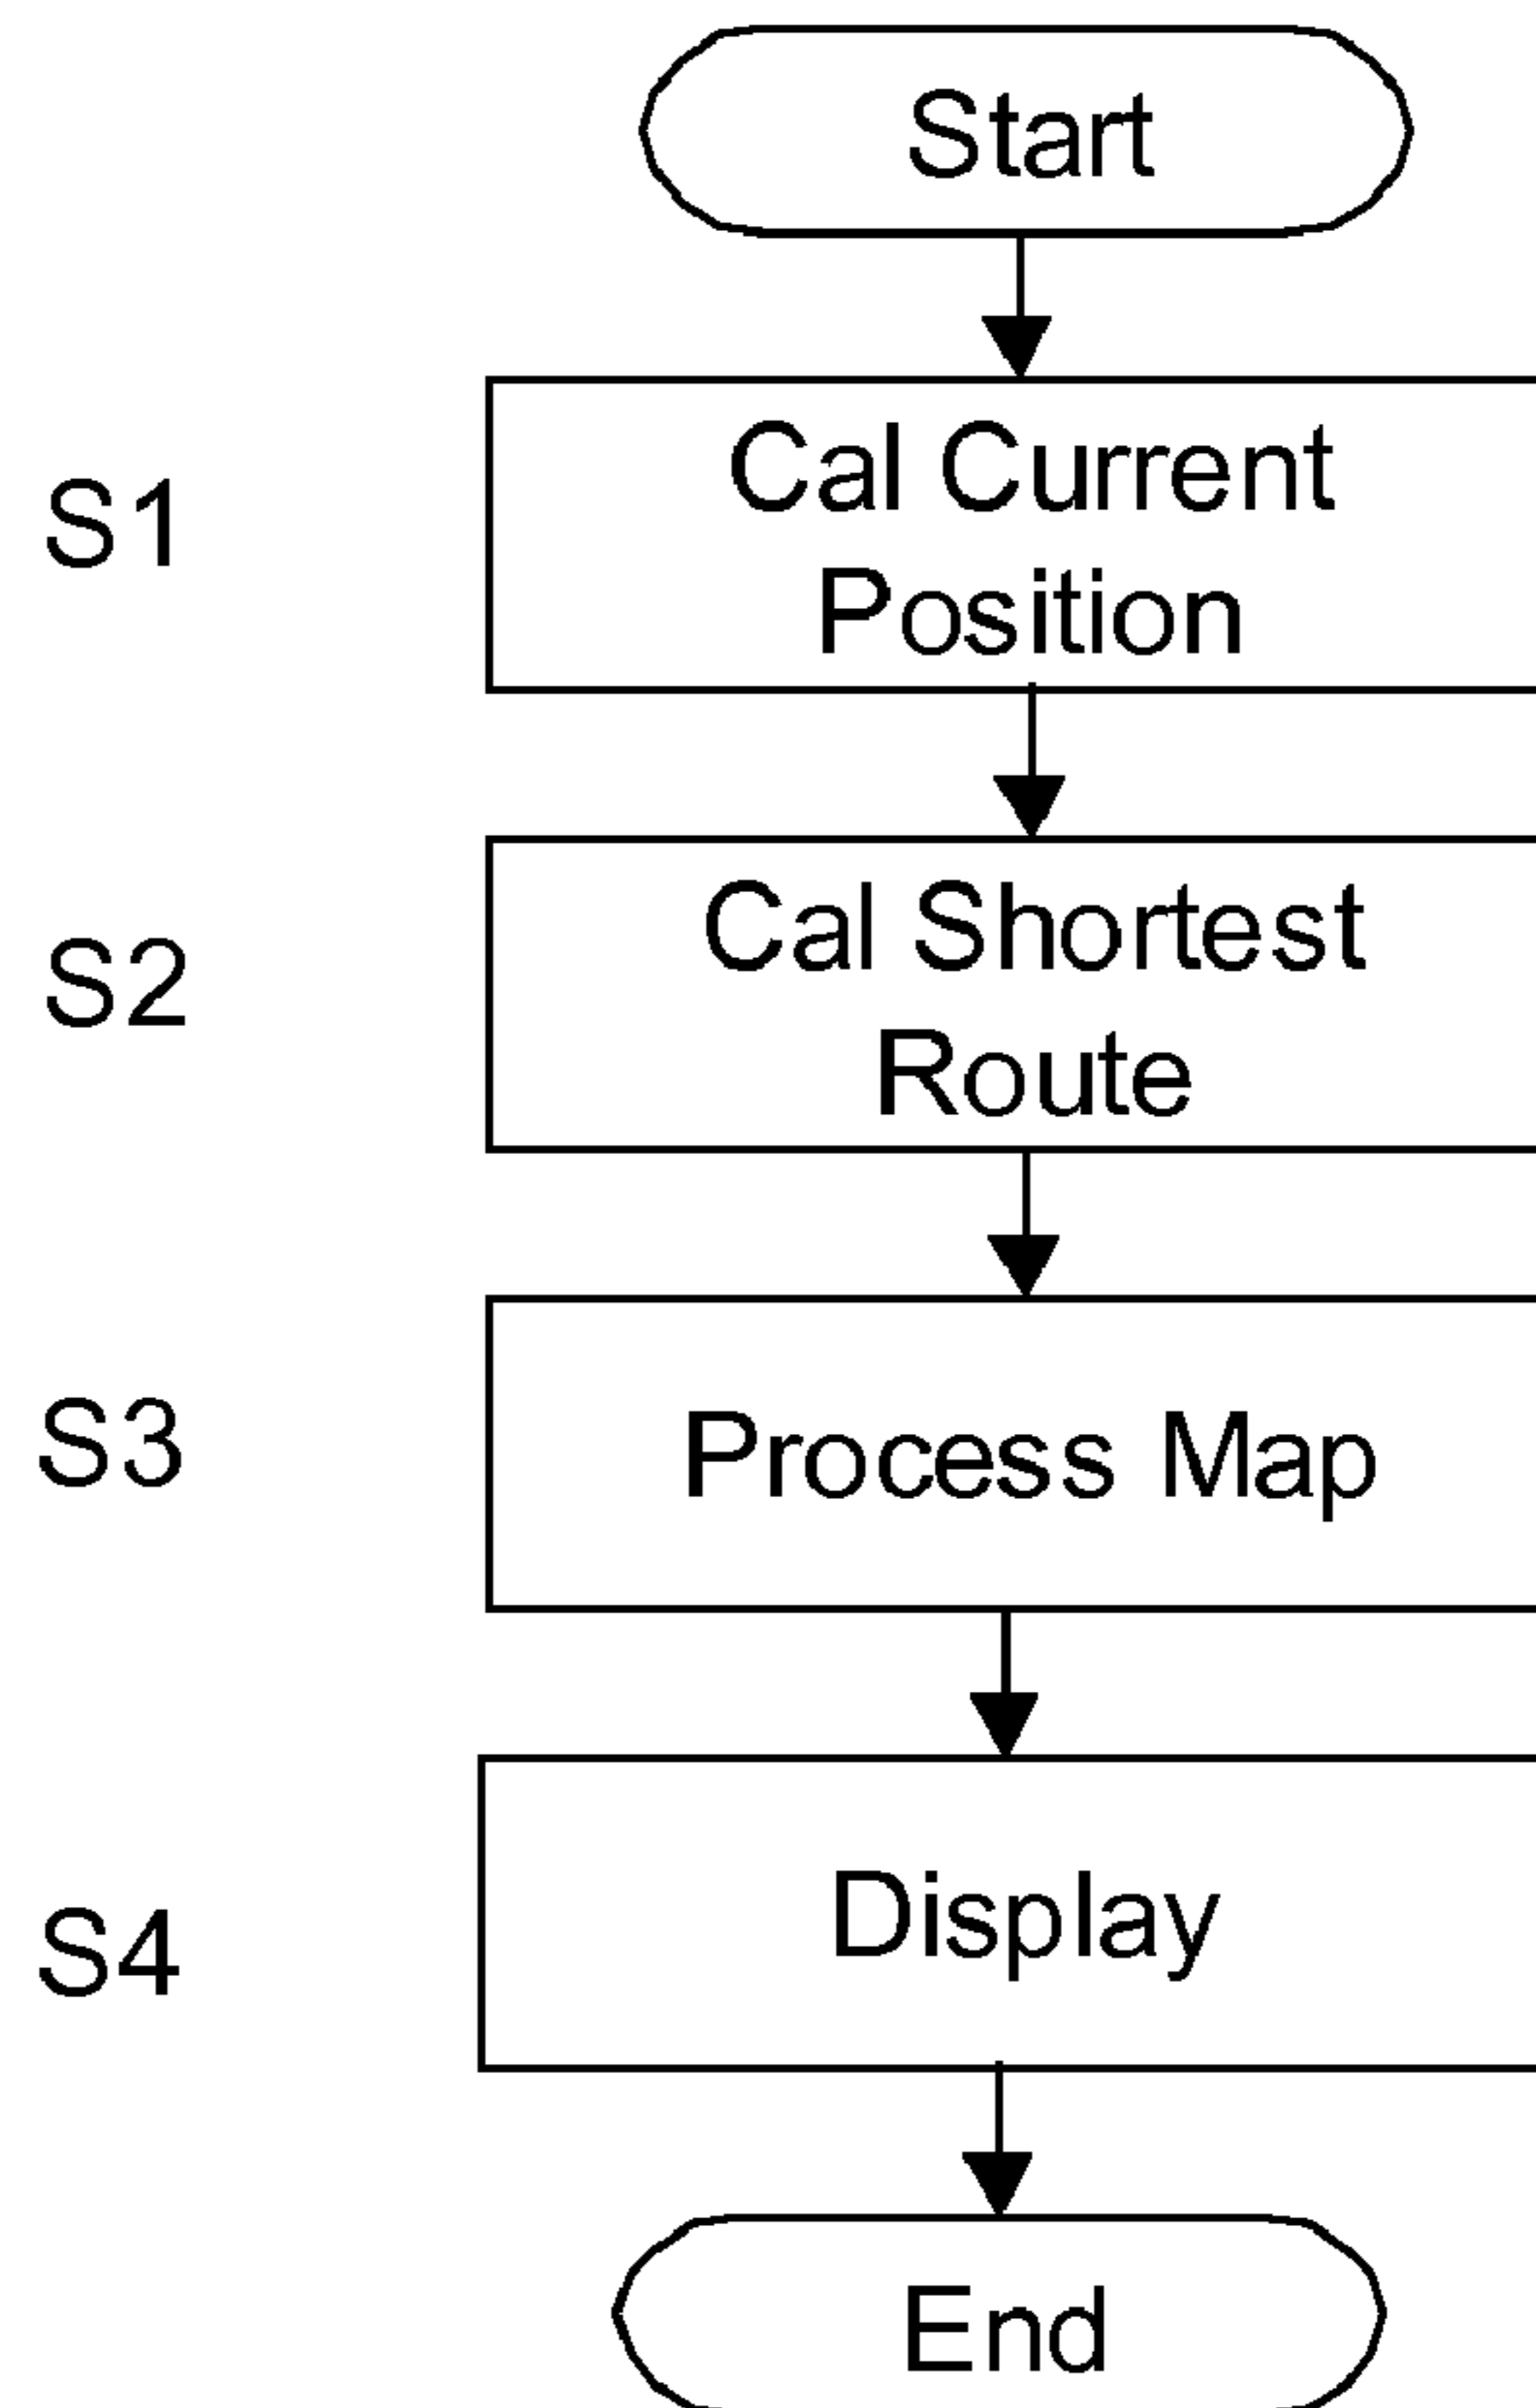 Start
S1
Cal Current
Position
S2
Cal Shortest
Route
S3
Process Map
S4
Display
End